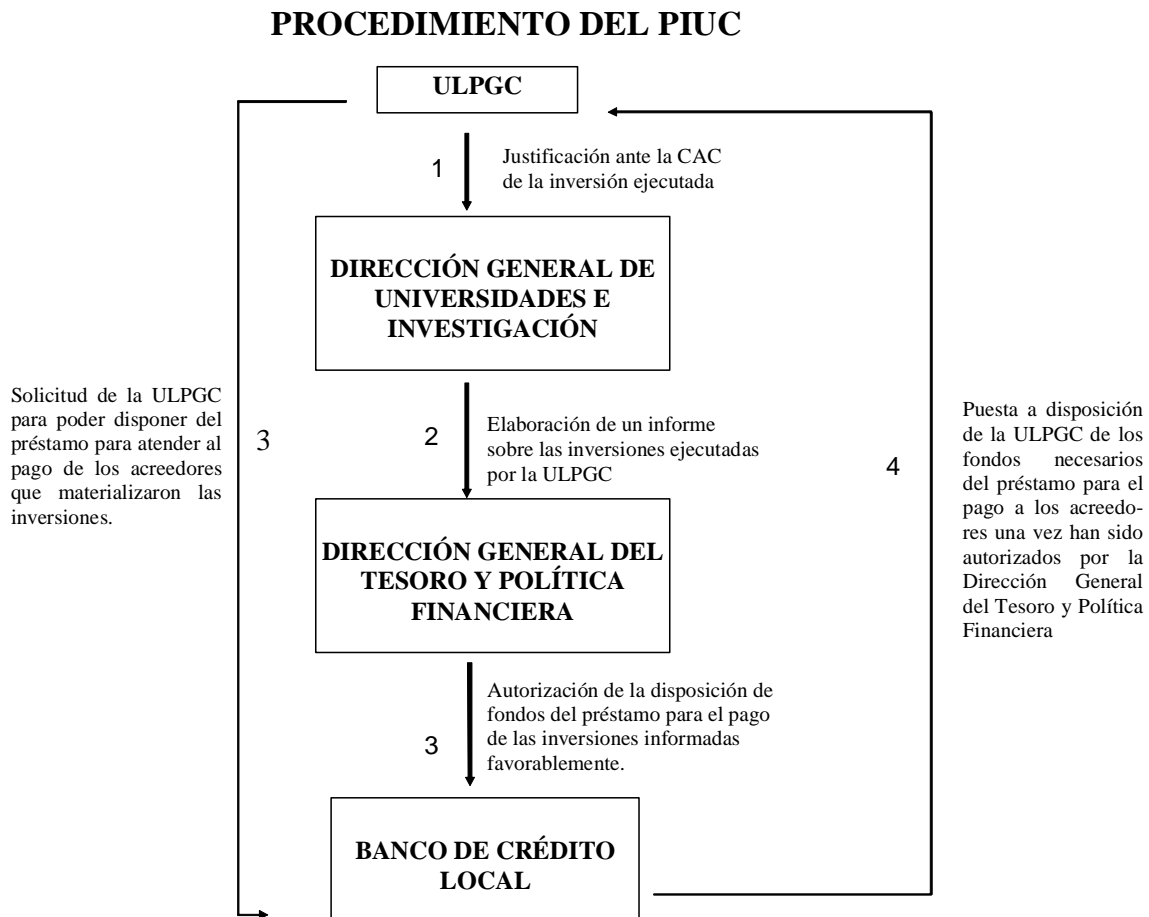 PROCEDIMIENTO DEL PIUC
ULPGC
1
Justificación ante la CAC
de la inversión ejecutada
DIRECCIÓN GENERAL DE
UNIVERSIDADES E
INVESTIGACIÓN
Solicitud de la ULPGC
para poder disponer del
préstamo para atender al
pago de los acreedores
que materializaron las
inversiones.
3
2
Elaboración de un informe
sobre las inversiones ejecutadas
por la ULPGC
4
Puesta a disposición
de la ULPGC de los
fondos necesarios
del préstamo para el
pago a los acreedo-
res una vez han sido
autorizados por la
Dirección General
del Tesoro y Política
Financiera
DIRECCIÓN GENERAL DEL
TESORO Y POLÍTICA
FINANCIERA
3
Autorización de la disposición de
fondos del préstamo para el pago
de las inversiones informadas
favorablemente.
BANCO DE CRÉDITO
LOCAL